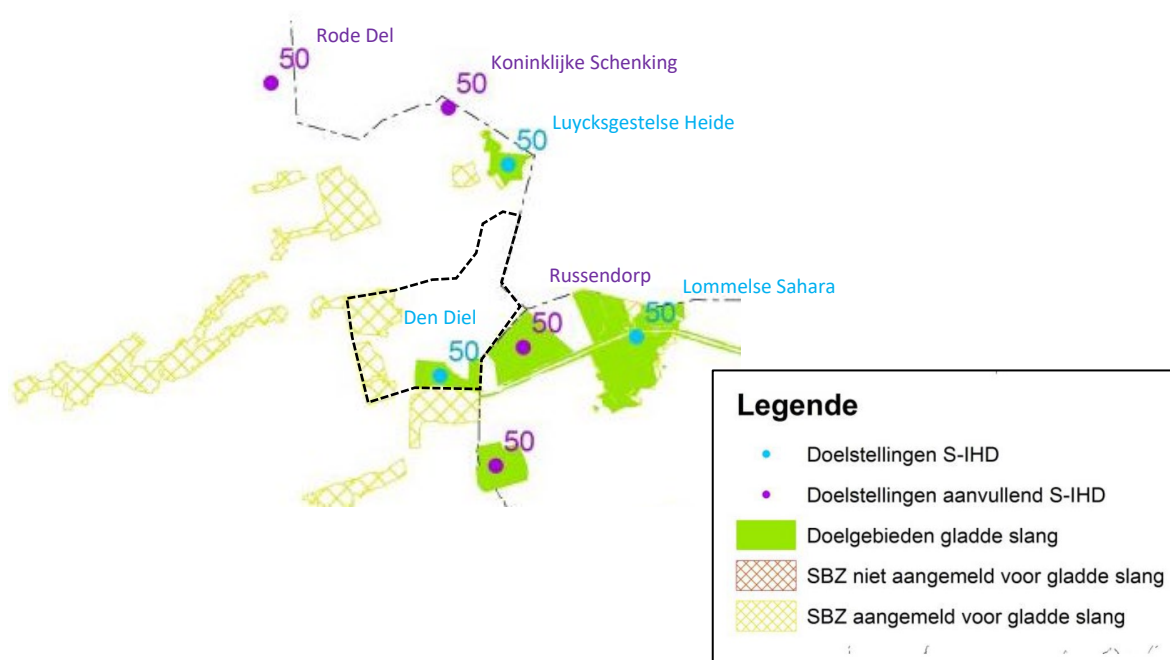 Rode Del
50
Koninklijke Schenking
50
Luycksgestelse Heide
50
Russendorp
Lommelse Sahara
Den Diel
50
50
50
50
Legende
Doelstellingen S-IHD
Doelstellingen aanvullend S-IHD
Doelgebieden gladde slang
SBZ niet aangemeld voor gladde slang
SBZ aangemeld voor gladde slang